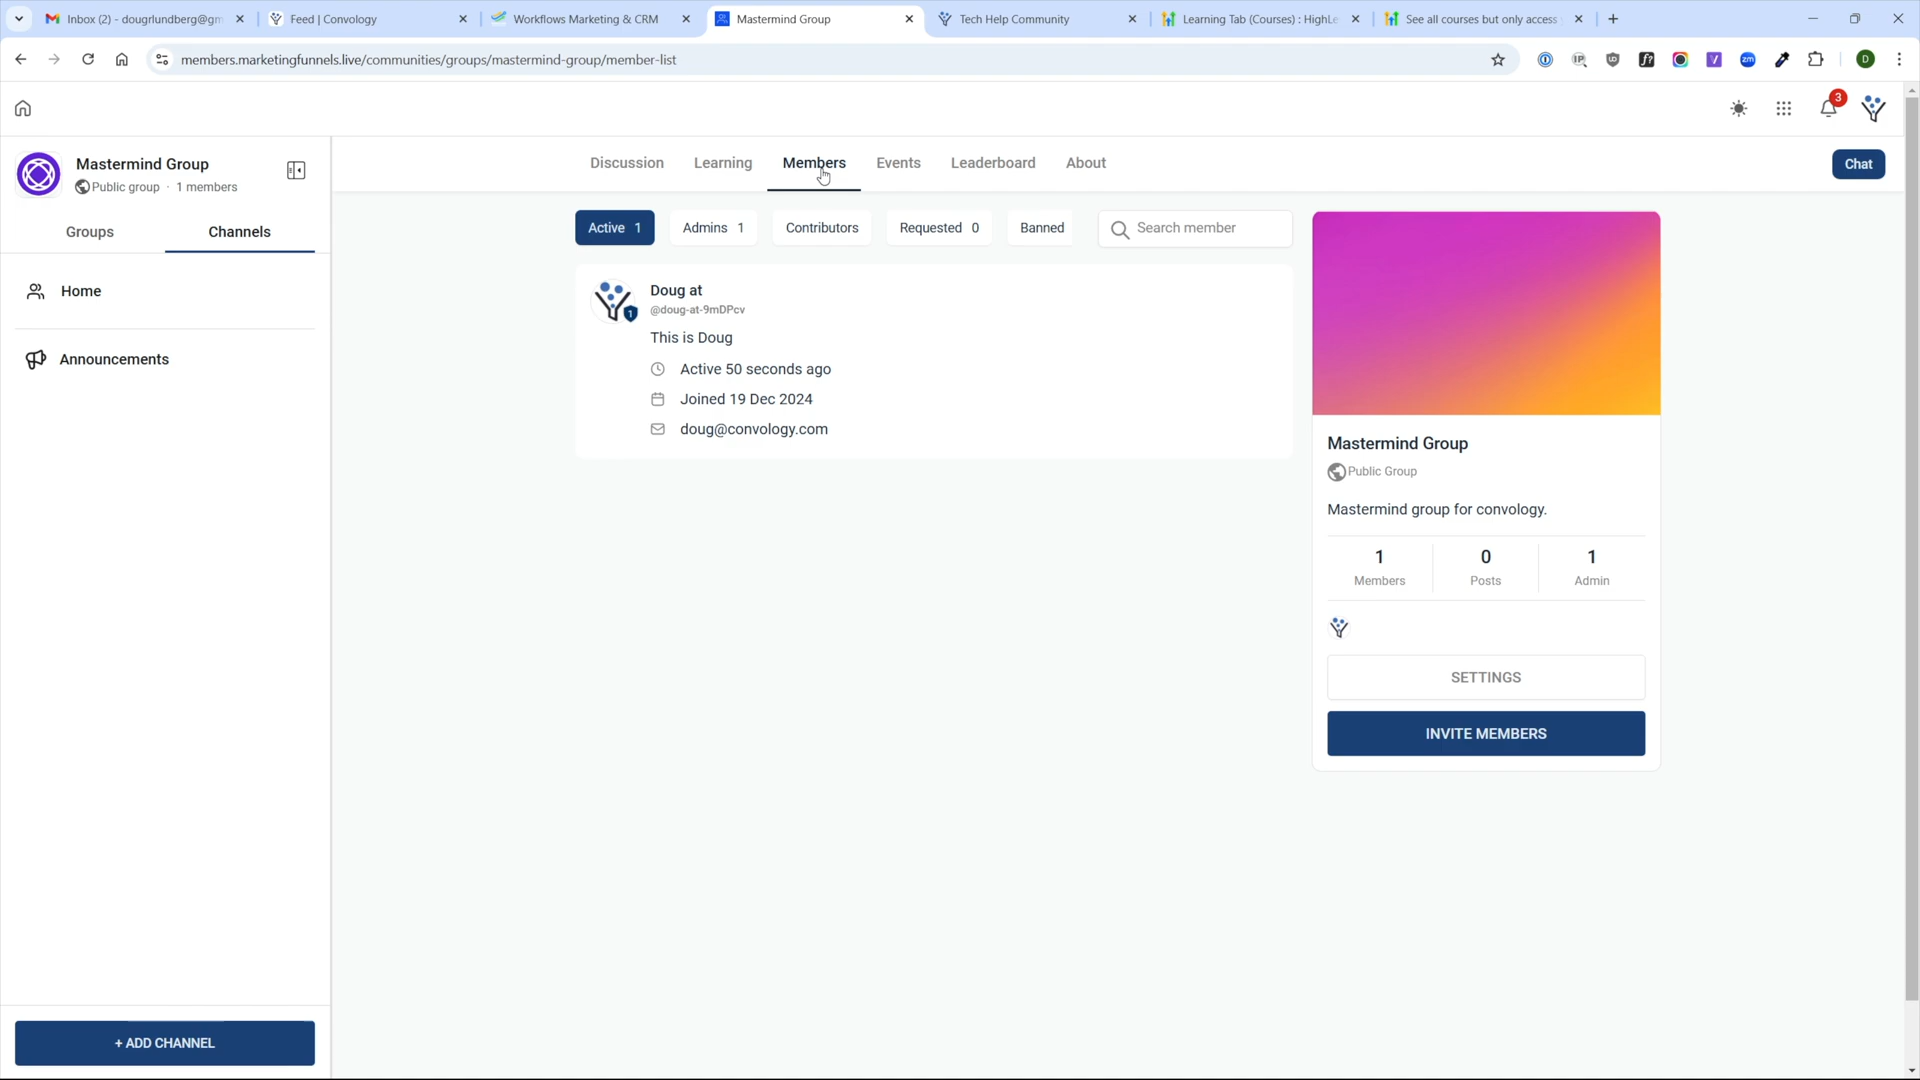 Inbox (2) - dougrlundberg@gm
Feed | Convology
Workflows Marketing & CRM
Mastermind Group
Tech Help Community
Learning Tab (Courses) : HighLe
See all courses but only access
members.marketingfunnels.live/communities/groups/mastermind-group/member-list
D
3
Mastermind Group
Public group · 1 members
Groups
Channels
Home
Announcements
+ ADD CHANNEL
Discussion
Learning
Members
Events
Leaderboard
About
Chat
Active 1
Admins 1
Contributors
Requested 0
Banned
Search member
Doug at
1
@doug-at-9mDPcv
This is Doug
Active 50 seconds ago
Joined 19 Dec 2024
doug@convology.com
Mastermind Group
Public Group
Mastermind group for convology.
1 0 1
Members Posts Admin
SETTINGS
INVITE MEMBERS